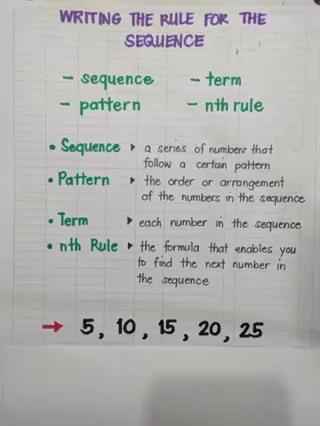 WRITING THE RULE FOR THE
SEQUENCE
- sequence - term
- pattern - nth rule
• Sequence ▸ a series of numbers that
follow a certain pattern
• Pattern ▸ the order or arrangement
of the numbers in the sequence
• Term ▸ each number in the sequence
• nth Rule ▸ the formula that enables you
to find the next number in
the sequence
→ 5, 10, 15, 20, 25